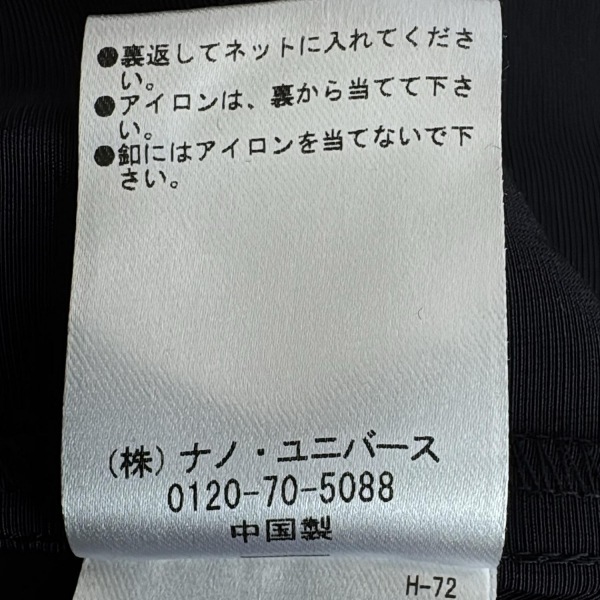 ●裏返してネットに入れてくださ
い。
●アイロンは、裏から当てて下さ
い。
●釦にはアイロンを当てないで下
さい。
(株)ナノ・ユニバース
0120-70-5088
中国製
H-72